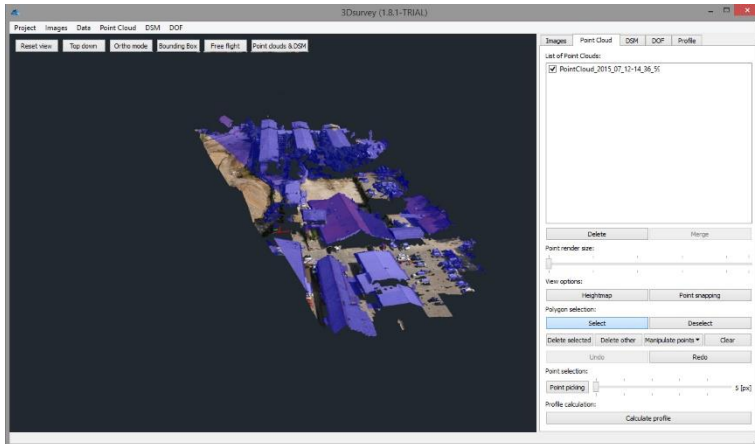 3Dsurvey (1.8.1-TRIAL)
Project Images Data Point Cloud DSM DOF
Reset view Top down Ortho mode Bounding Box Free flight Point clouds & DSM
Images Point Cloud DSM DOF Profile
List of Point Clouds:
PointCloud_2015_07_12-14_36_59
Delete Merge
Point render size:
View options:
Heightmap Point snapping
Polygon selection:
Select Deselect
Delete selected Delete other Manipulate points Clear
Undo Redo
Point selection:
Point picking 5 [px]
Profile calculation:
Calculate profile